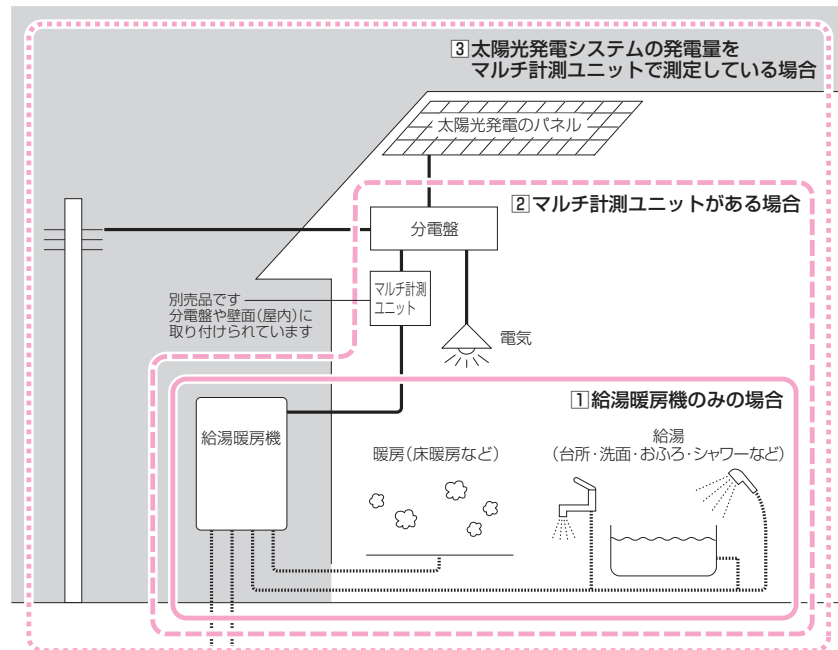 3太陽光発電システムの発電量を
マルチ計測ユニットで測定している場合
太陽光発電のパネル
2マルチ計測ユニットがある場合
分電盤
マルチ計測
ユニット
別売品です
分電盤や壁面(屋内)に
取り付けられています
電気
1給湯暖房機のみの場合
給湯暖房機
暖房(床暖房など)
給湯
(台所・洗面・おふろ・シャワーなど)